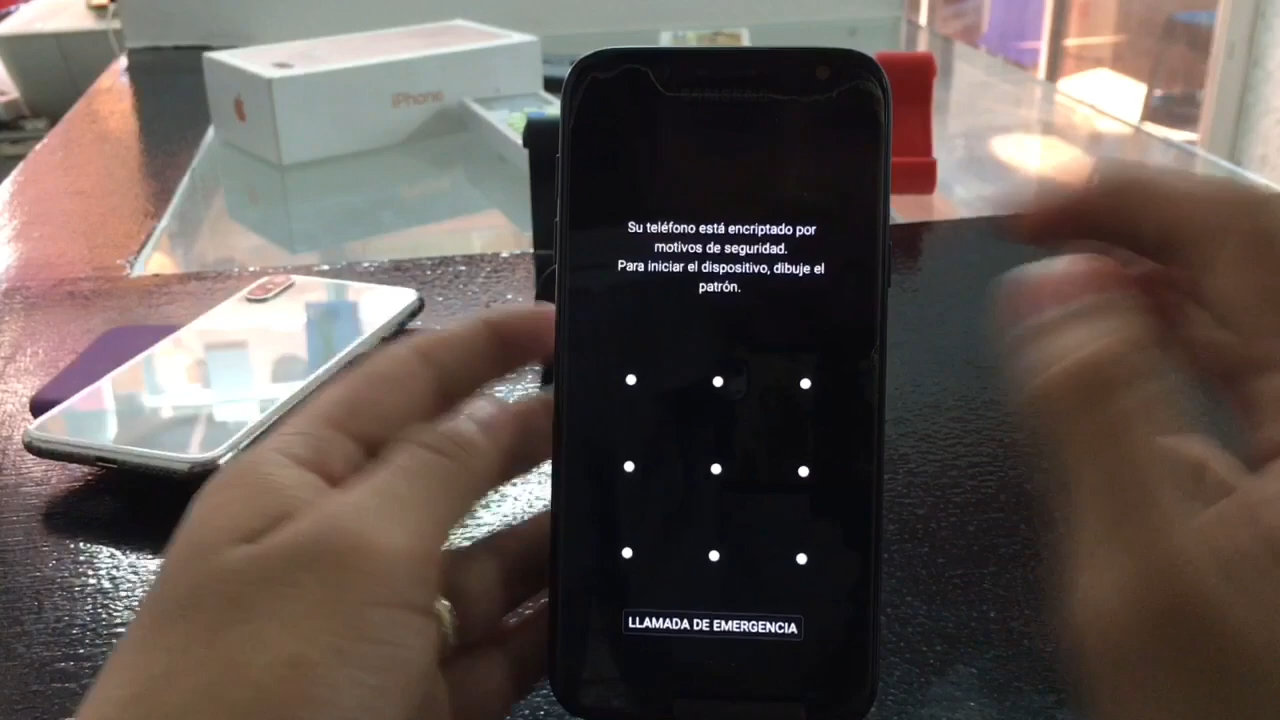 iPhone
SAMSUNG
Su teléfono está encriptado por
motivos de seguridad.
Para iniciar el dispositivo, dibuje el
patrón.
LLAMADA DE EMERGENCIA